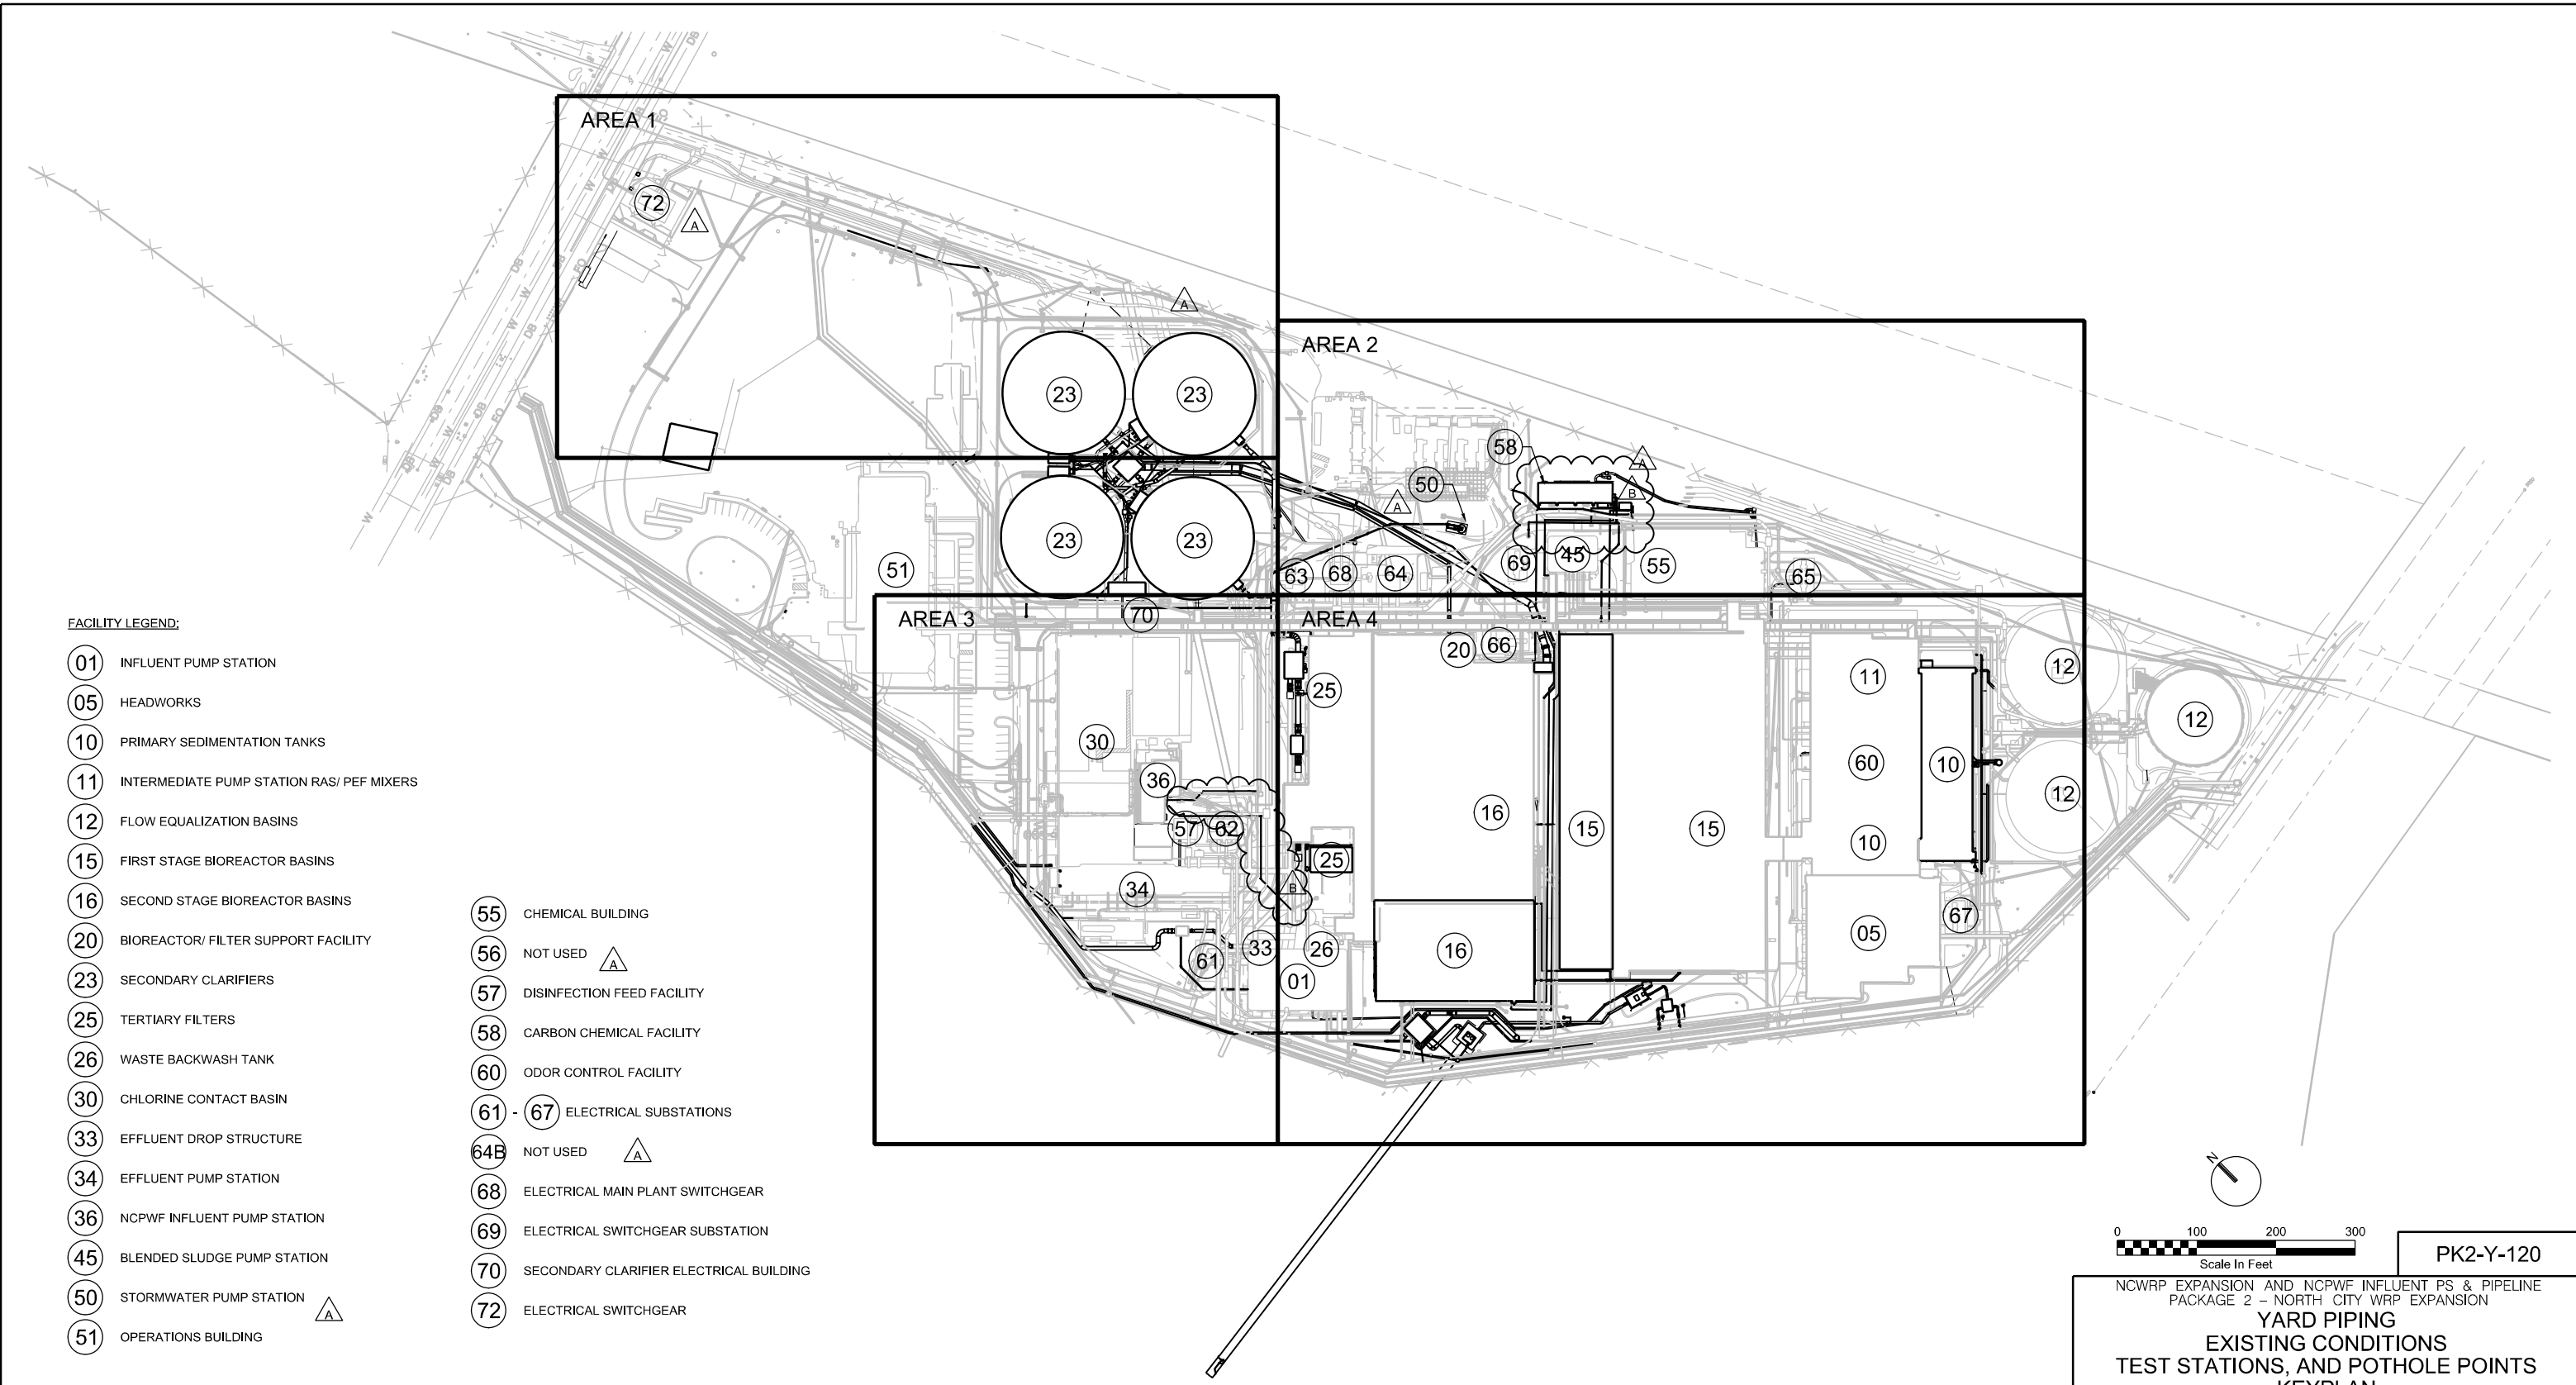 AREA 1
72
A
A
AREA 2
23
23
58
A
50
B
A
23
23
51
63
68
64
69
45
55
65
AREA 3
70
AREA 4
20
66
25
11
12
12
30
36
60
10
12
57
62
16
15
15
10
25
34
B
33
26
16
05
67
61
01
FACILITY LEGEND:
01 INFLUENT PUMP STATION
05 HEADWORKS
10 PRIMARY SEDIMENTATION TANKS
11 INTERMEDIATE PUMP STATION RAS/ PEF MIXERS
12 FLOW EQUALIZATION BASINS
15 FIRST STAGE BIOREACTOR BASINS
16 SECOND STAGE BIOREACTOR BASINS
20 BIOREACTOR/ FILTER SUPPORT FACILITY
23 SECONDARY CLARIFIERS
25 TERTIARY FILTERS
26 WASTE BACKWASH TANK
30 CHLORINE CONTACT BASIN
33 EFFLUENT DROP STRUCTURE
34 EFFLUENT PUMP STATION
36 NCPWF INFLUENT PUMP STATION
45 BLENDED SLUDGE PUMP STATION
50 STORMWATER PUMP STATION A
51 OPERATIONS BUILDING
55 CHEMICAL BUILDING
56 NOT USED A
57 DISINFECTION FEED FACILITY
58 CARBON CHEMICAL FACILITY
60 ODOR CONTROL FACILITY
61 - 67 ELECTRICAL SUBSTATIONS
64B NOT USED A
68 ELECTRICAL MAIN PLANT SWITCHGEAR
69 ELECTRICAL SWITCHGEAR SUBSTATION
70 SECONDARY CLARIFIER ELECTRICAL BUILDING
72 ELECTRICAL SWITCHGEAR
N
0 100 200 300
Scale In Feet
PK2-Y-120
NCWRP EXPANSION AND NCPWF INFLUENT PS & PIPELINE
PACKAGE 2 - NORTH CITY WRP EXPANSION
YARD PIPING
EXISTING CONDITIONS
TEST STATIONS, AND POTHOLE POINTS
KEYPLAN